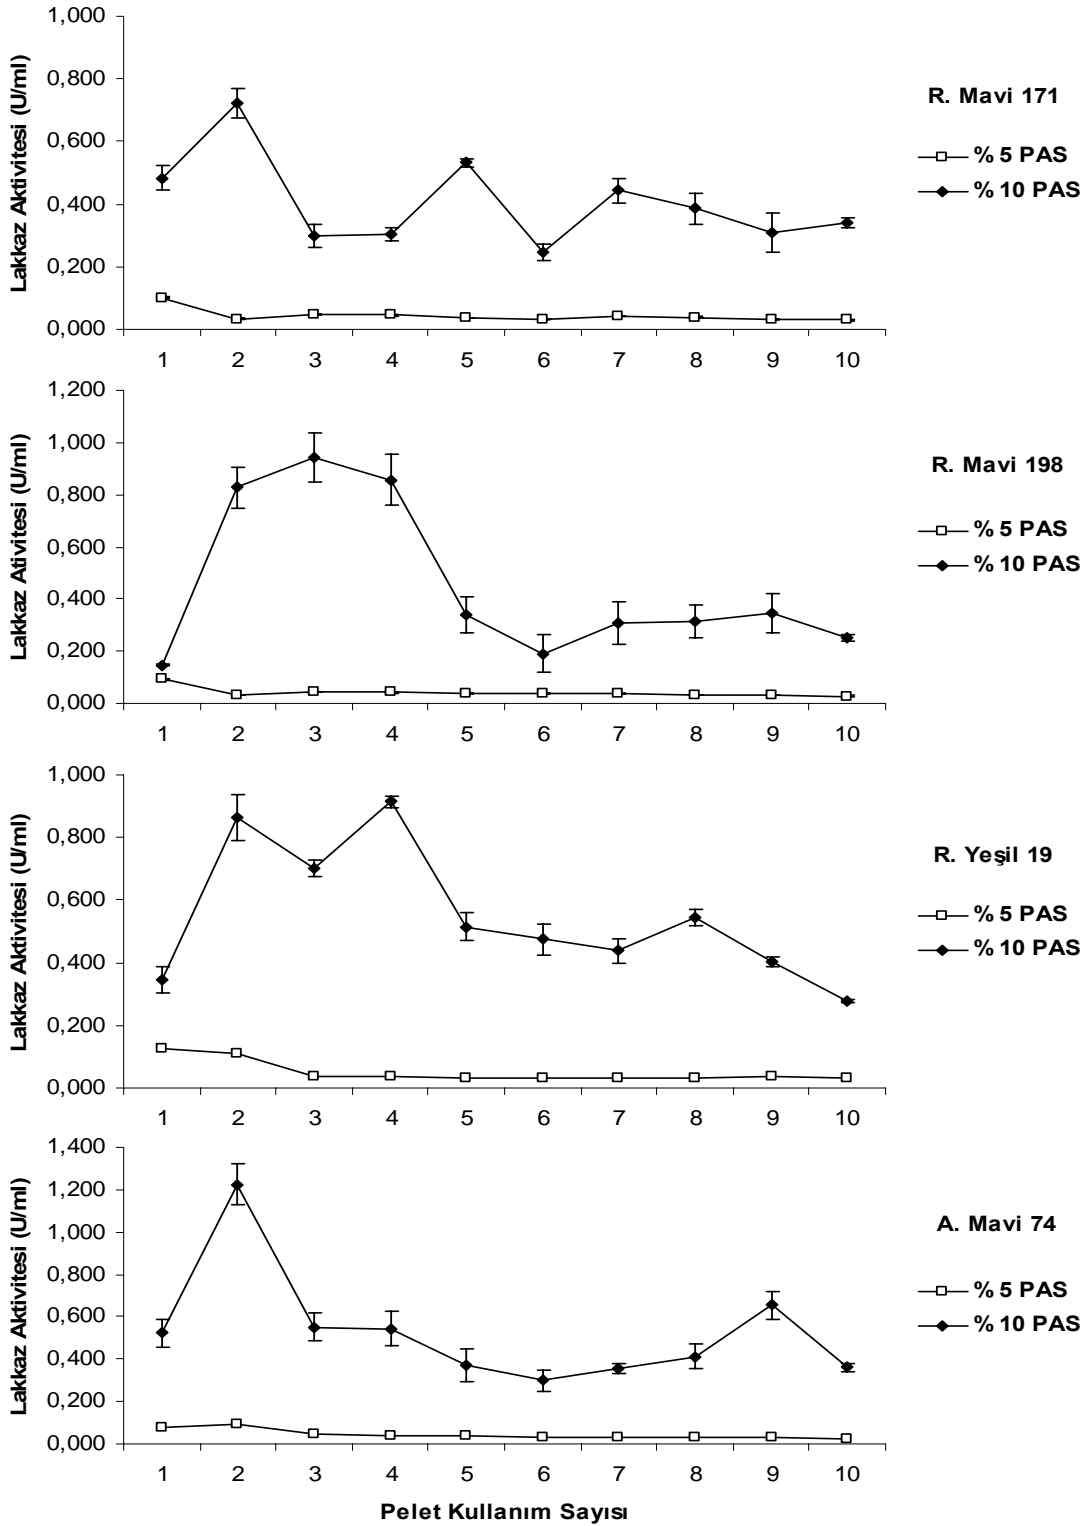 Lakkaz Aktivitesi (U/ml)
1,000
0,800
0,600
0,400
0,200
0,000
1 2 3 4 5 6 7 8 9 10
R. Mavi 171
% 5 PAS
% 10 PAS
Lakkaz Ativitesi (U/ml)
1,200
1,000
0,800
0,600
0,400
0,200
0,000
1 2 3 4 5 6 7 8 9 10
R. Mavi 198
% 5 PAS
% 10 PAS
Lakkaz Aktivitesi (U/ml)
1,000
0,800
0,600
0,400
0,200
0,000
1 2 3 4 5 6 7 8 9 10
R. Yeşil 19
% 5 PAS
% 10 PAS
Lakkaz Aktivitesi (U/ml)
1,400
1,200
1,000
0,800
0,600
0,400
0,200
0,000
1 2 3 4 5 6 7 8 9 10
A. Mavi 74
% 5 PAS
% 10 PAS
Pelet Kullanım Sayısı